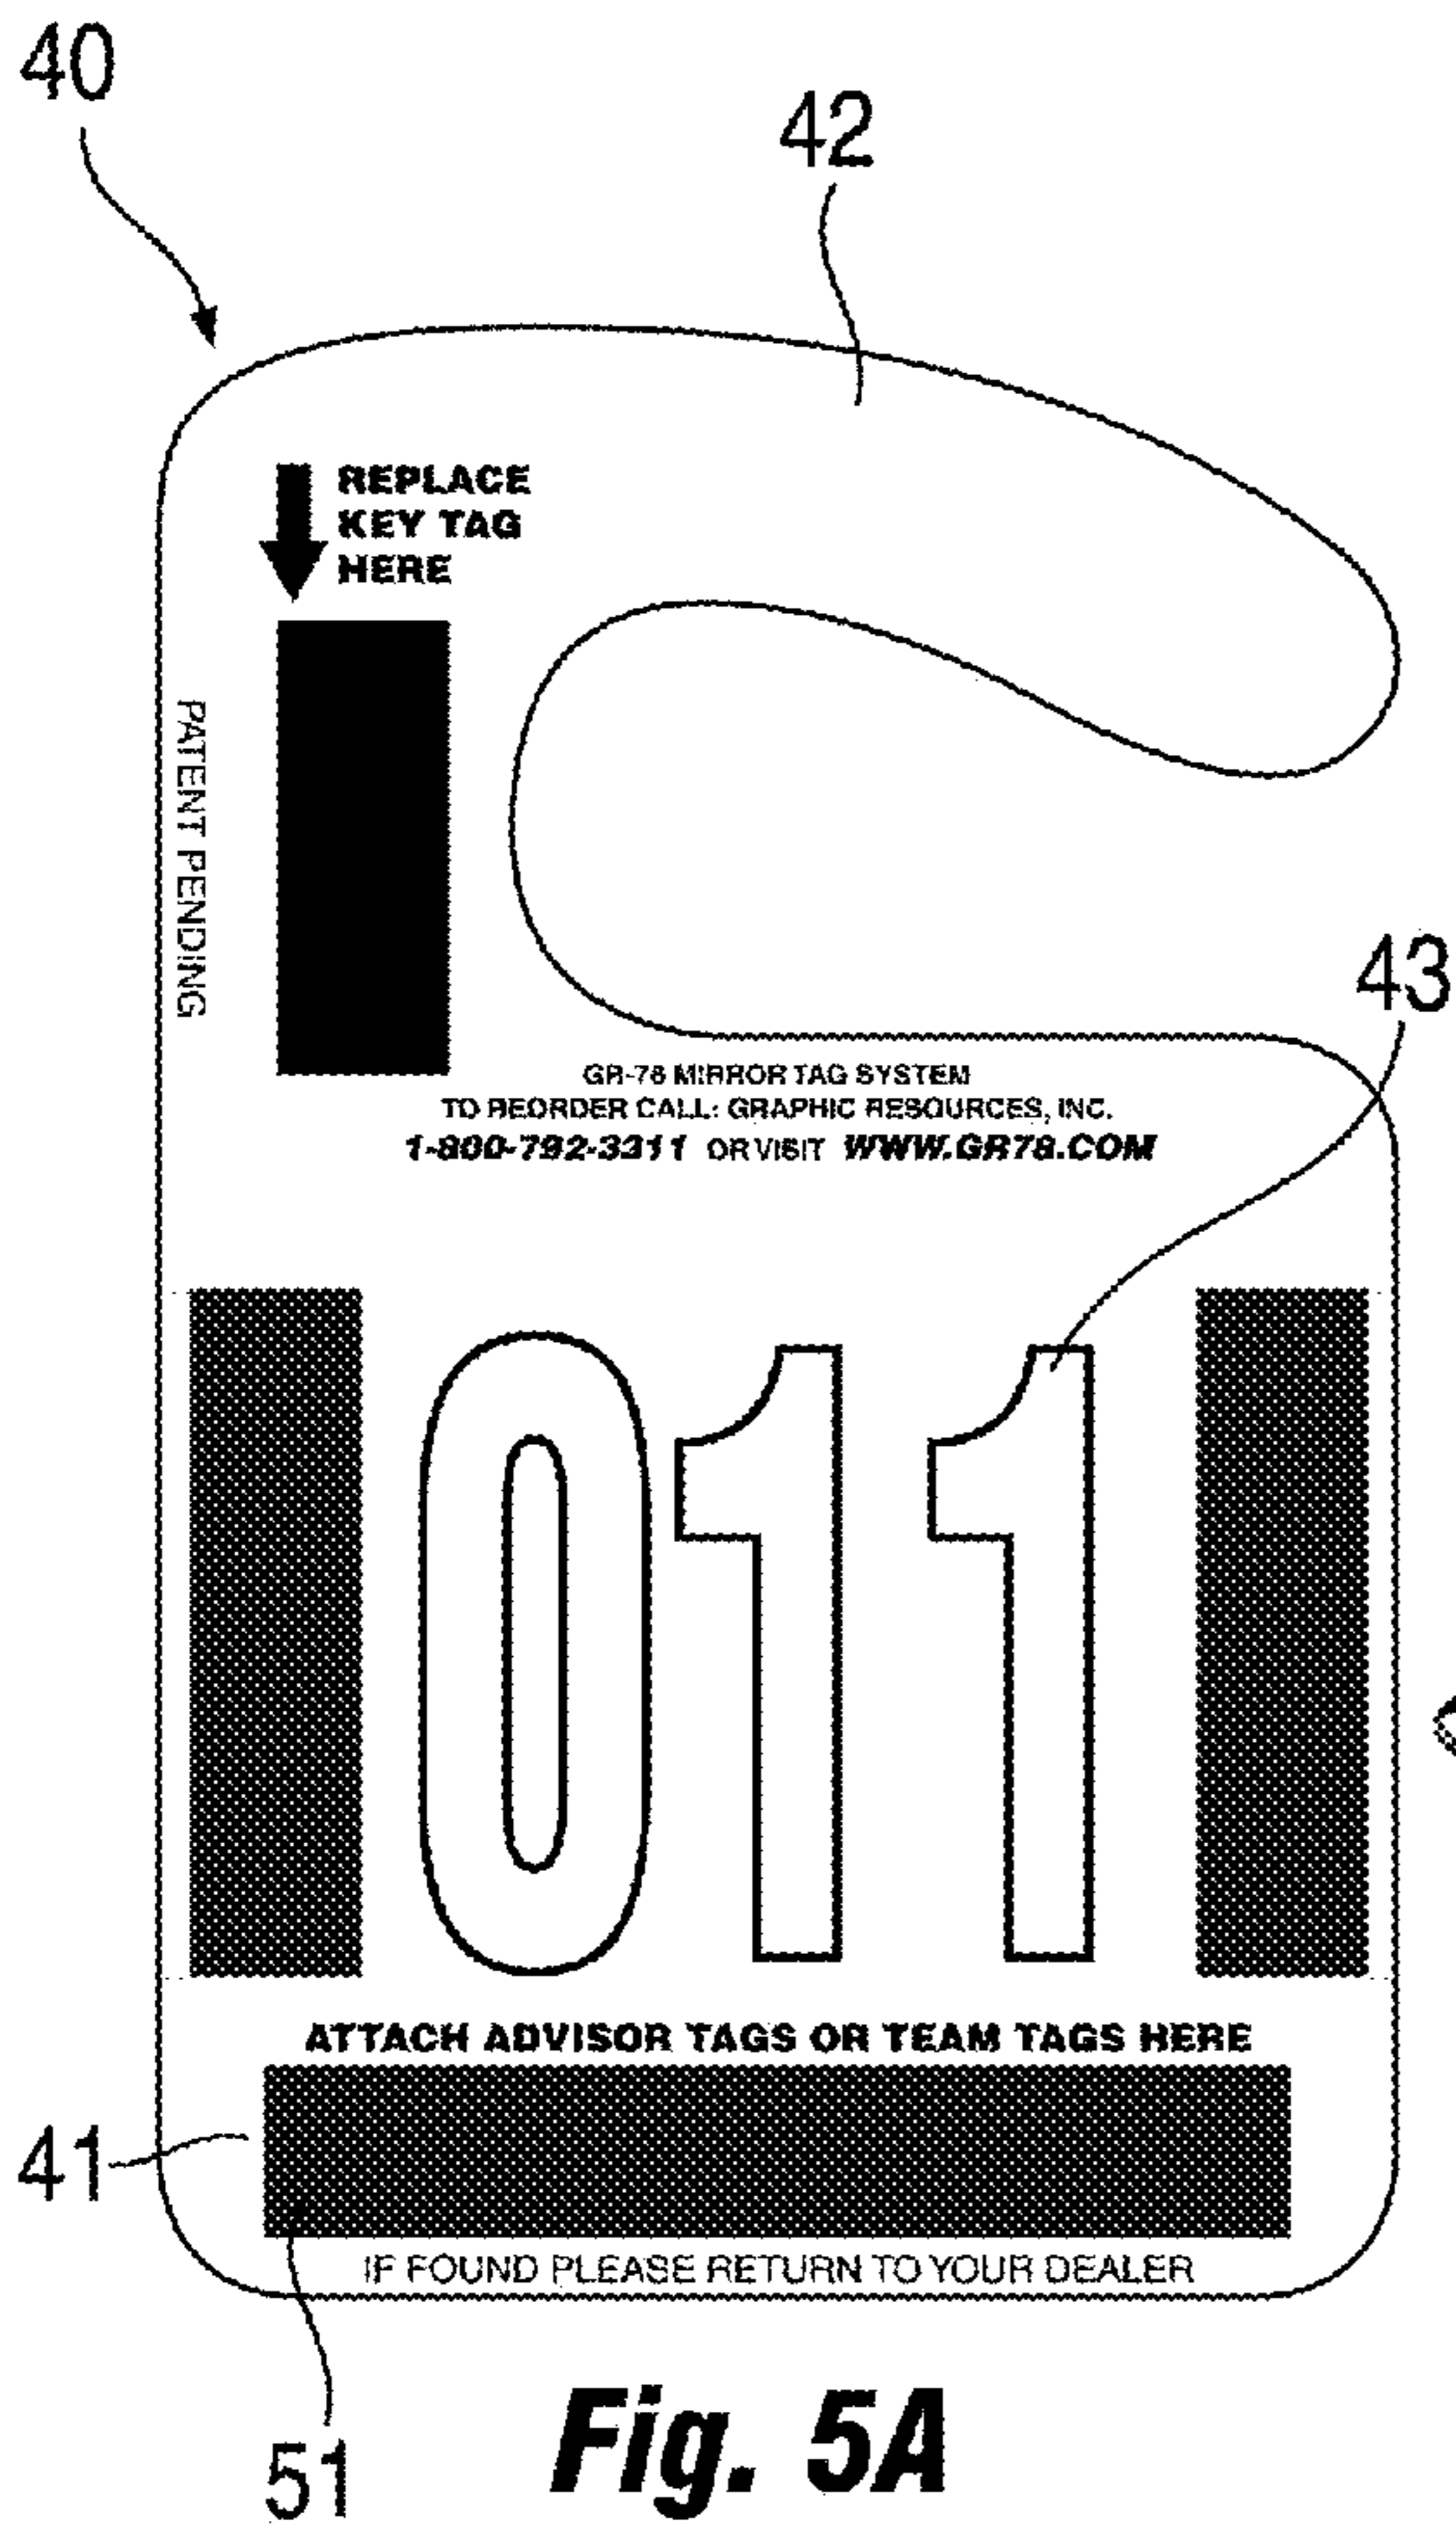 40
42
REPLACE
KEY TAG
HERE
PATENT PENDING
43
GR-78 MIRROR TAG SYSTEM
TO REORDER CALL: GRAPHIC RESOURCES, INC.
1-800-792-3311 OR VISIT WWW.GR78.COM
011
ATTACH ADVISOR TAGS OR TEAM TAGS HERE
41
IF FOUND PLEASE RETURN TO YOUR DEALER
51
Fig. 5A